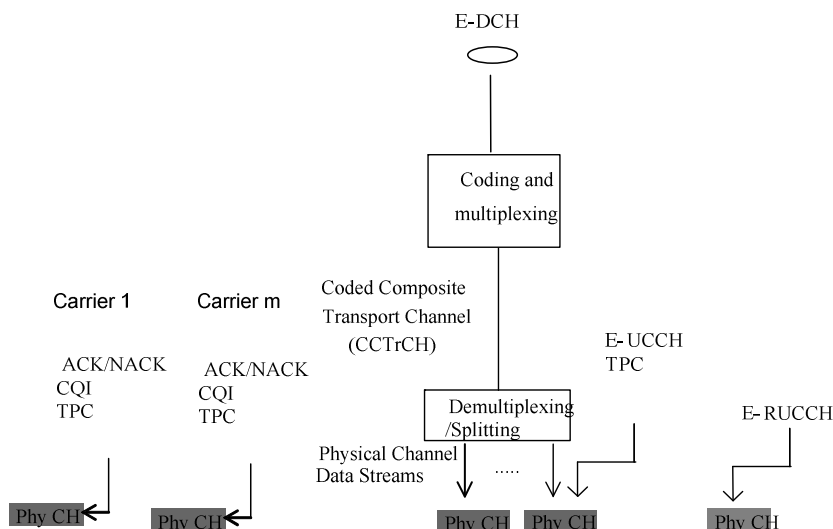 E-DCH
Coding and
multiplexing
Carrier 1
Carrier m
Coded Composite
Transport Channel
(CCTrCH)
ACK/NACK
CQI
TPC
ACK/NACK
CQI
TPC
E-UCCH
TPC
Demultiplexing
/Splitting
E-RUCCH
Physical Channel
Data Streams
.....
Phy CH
Phy CH
Phy CH
Phy CH
Phy CH